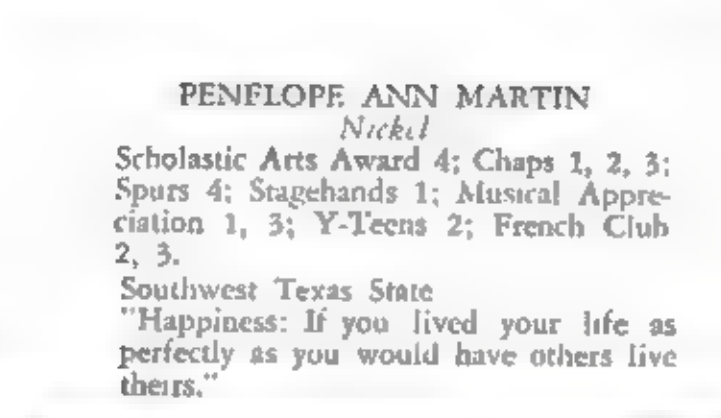 PENELOPE ANN MARTIN
Nickel
Scholastic Arts Award 4; Chaps 1, 2, 3;
Spurs 4; Stagehands 1; Musical Appre-
ciation 1, 3; Y-Teens 2; French Club
2, 3.
Southwest Texas State
"Happiness: If you lived your life as
perfectly as you would have others live
theirs."